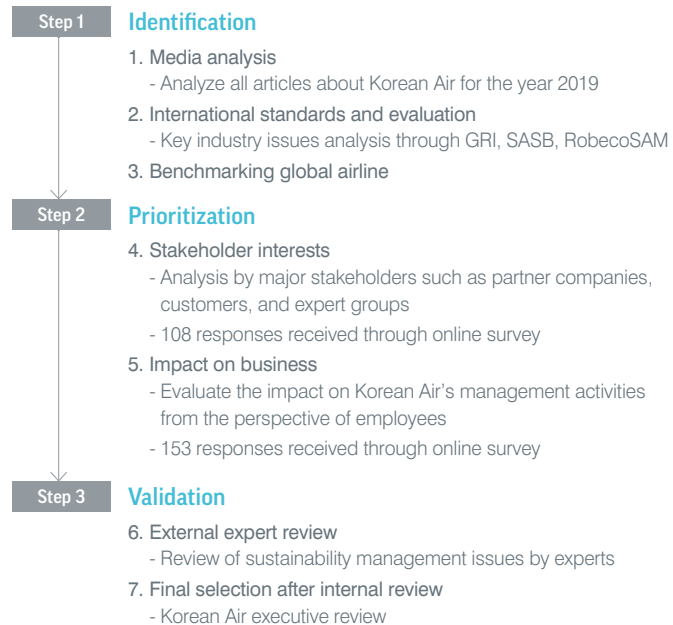 Step 1
Identification
1. Media analysis
- Analyze all articles about Korean Air for the year 2019
2. International standards and evaluation
- Key industry issues analysis through GRI, SASB, RobecoSAM
3. Benchmarking global airline
Step 2
Prioritization
4. Stakeholder interests
- Analysis by major stakeholders such as partner companies,
customers, and expert groups
- 108 responses received through online survey
5. Impact on business
- Evaluate the impact on Korean Air's management activities
from the perspective of employees
- 153 responses received through online survey
Step 3
Validation
6. External expert review
- Review of sustainability management issues by experts
7. Final selection after internal review
- Korean Air executive review